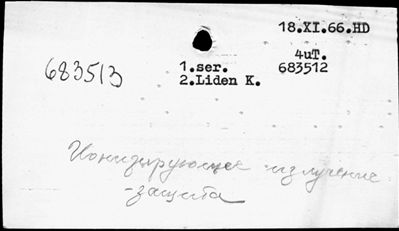 18.XI.66.HD
4uT.
683513
1.ser.
683512
2.Liden K.
Ионизирующее излучение
-защита